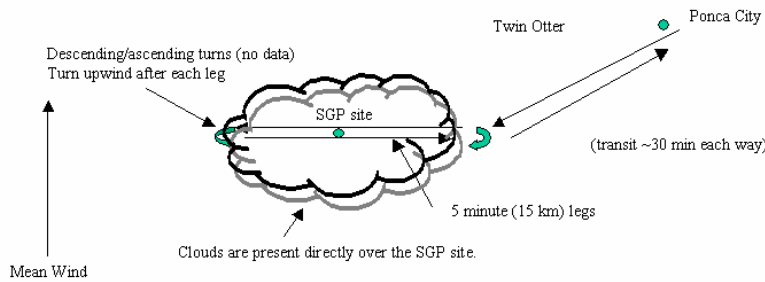 Twin Otter
Ponca City
Descending/ascending turns (no data)
Turn upwind after each leg
SGP site
(transit ~30 min each way)
5 minute (15 km) legs
Clouds are present directly over the SGP site.
Mean Wind